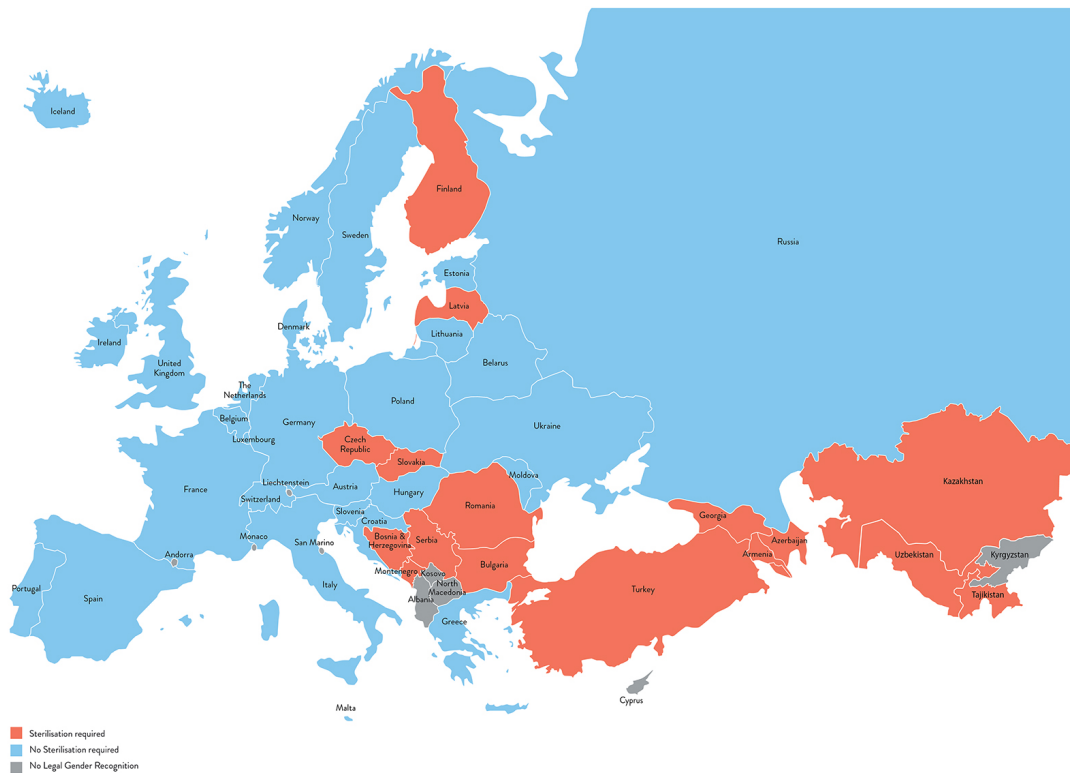 Iceland
Finland
Norway
Sweden
Russia
Estonia
Latvia
Denmark
Lithuania
Ireland
United
Kingdom
Belarus
The
Netherlands
Poland
Belgium
Germany
Ukraine
Luxembourg
Czech
Republic
Slovakia
Moldova
Liechtenstein
Austria
France
Switzerland
Hungary
Kazakhstan
Romania
Slovenia
Croatia
Georgia
Monaco
San Marino
Bosnia &
Herzegovina
Serbia
Azerbaijan
Andorra
Armenia
Uzbekistan
Kyrgyzstan
Bulgaria
Montenegro
Kosovo
Portugal
Spain
Italy
North
Macedonia
Albania
Turkey
Tajikistan
Greece
Cyprus
Malta
Sterilisation required
No Sterilisation required
No Legal Gender Recognition